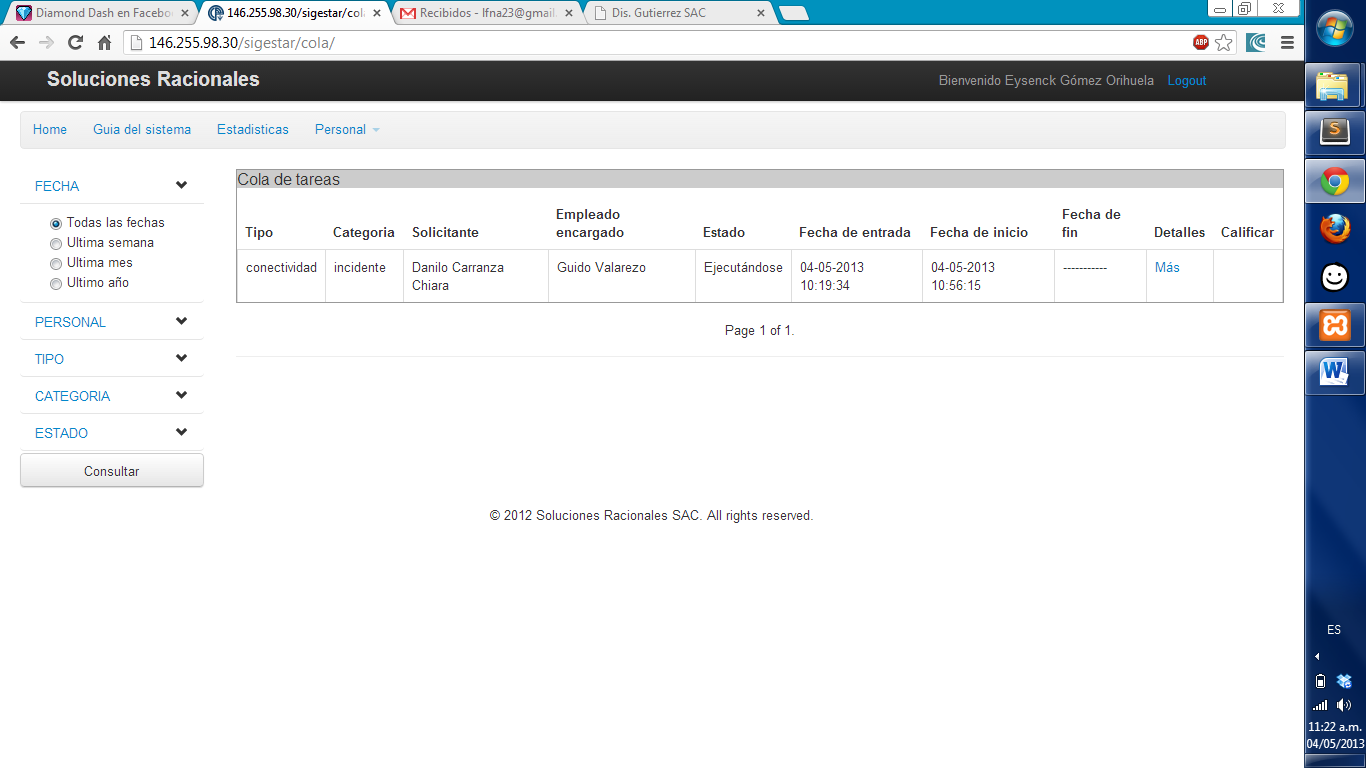 Diamond Dash en Facebo
146.255.98.30/sigestar/col
Recibidos - lfna23@gmail
Dis. Gutierrez SAC
146.255.98.30/sigestar/cola/
ABP
Soluciones Racionales
Bienvenido Eysenck Gómez Orihuela Logout
Home Guia del sistema Estadisticas Personal
FECHA
Todas las fechas
Ultima semana
Ultima mes
Ultimo año
PERSONAL
TIPO
CATEGORIA
ESTADO
Consultar
Cola de tareas
Tipo Categoria Solicitante Empleado encargado Estado Fecha de entrada Fecha de inicio Fecha de fin Detalles Calificar
conectividad incidente Danilo Carranza Chiara Guido Valarezo Ejecutándose 04-05-2013 10:19:34 04-05-2013 10:56:15 ----------- Más
Page 1 of 1.
© 2012 Soluciones Racionales SAC. All rights reserved.
ES
11:22 a.m.
04/05/2013